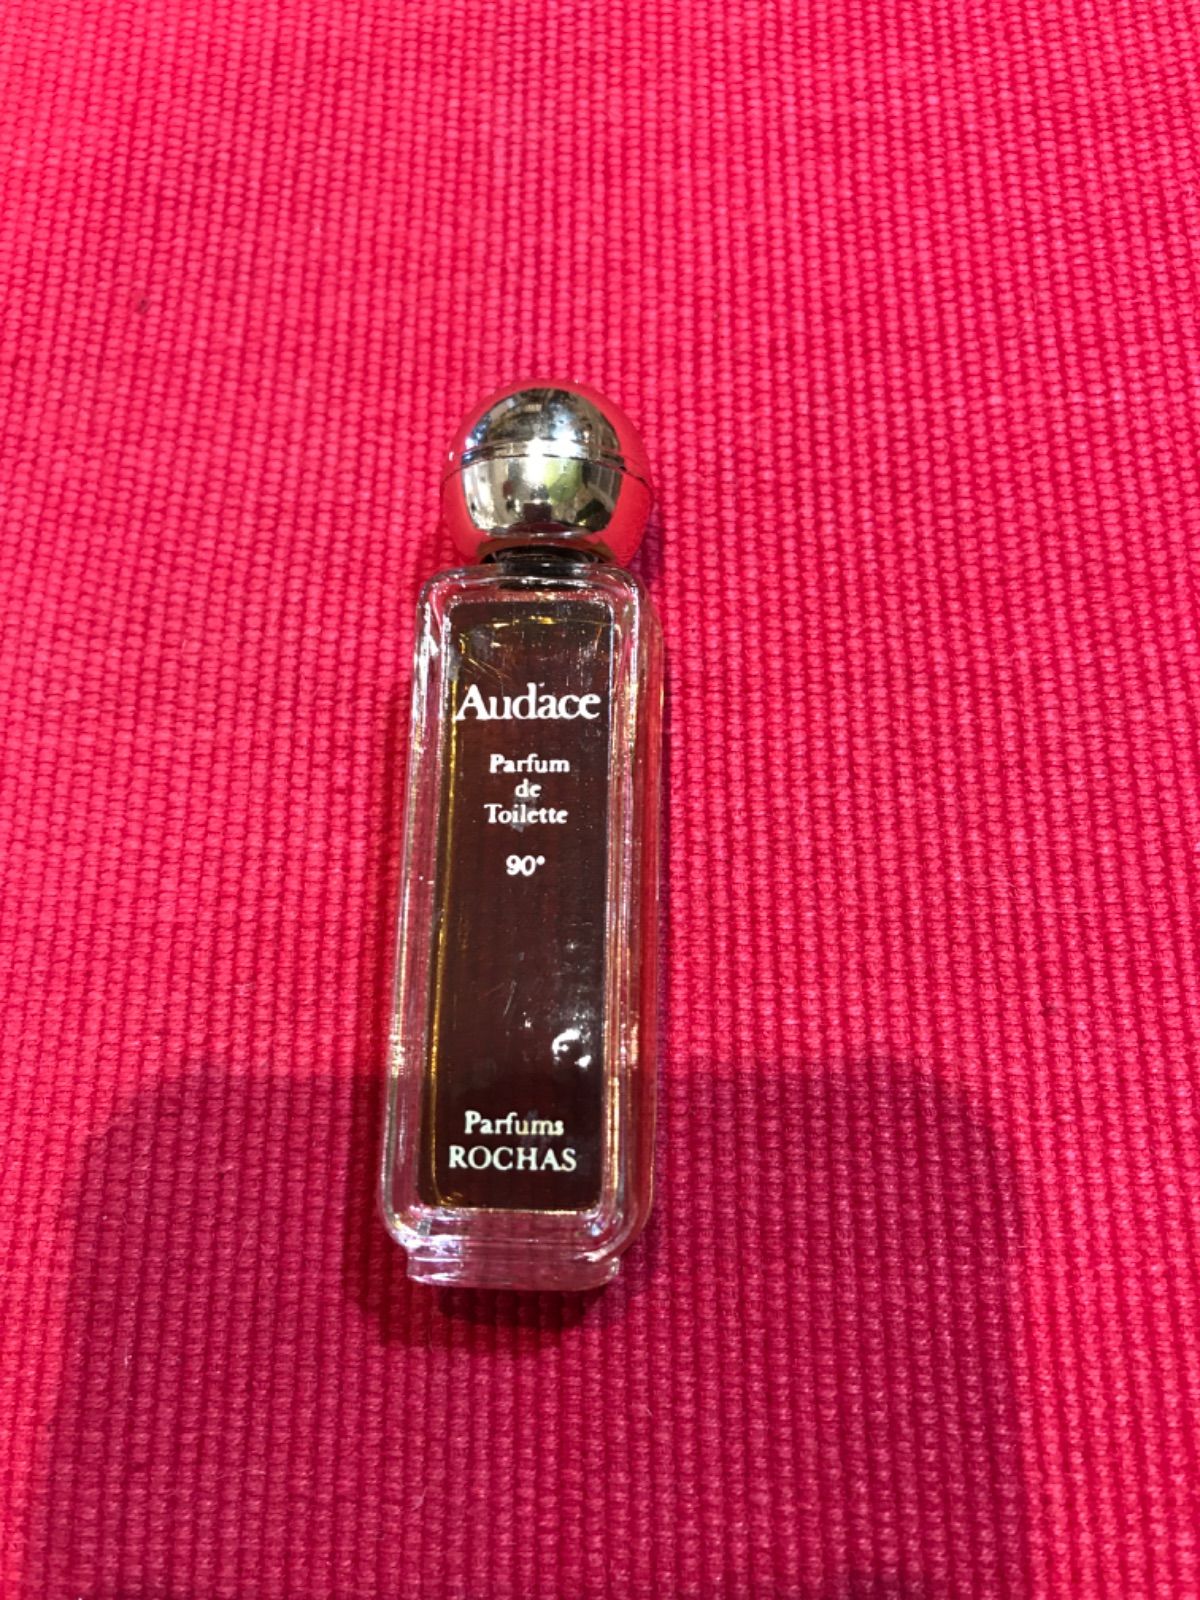 Audace
Parfum
de
Toilette
90°
Parfums
ROCHAS